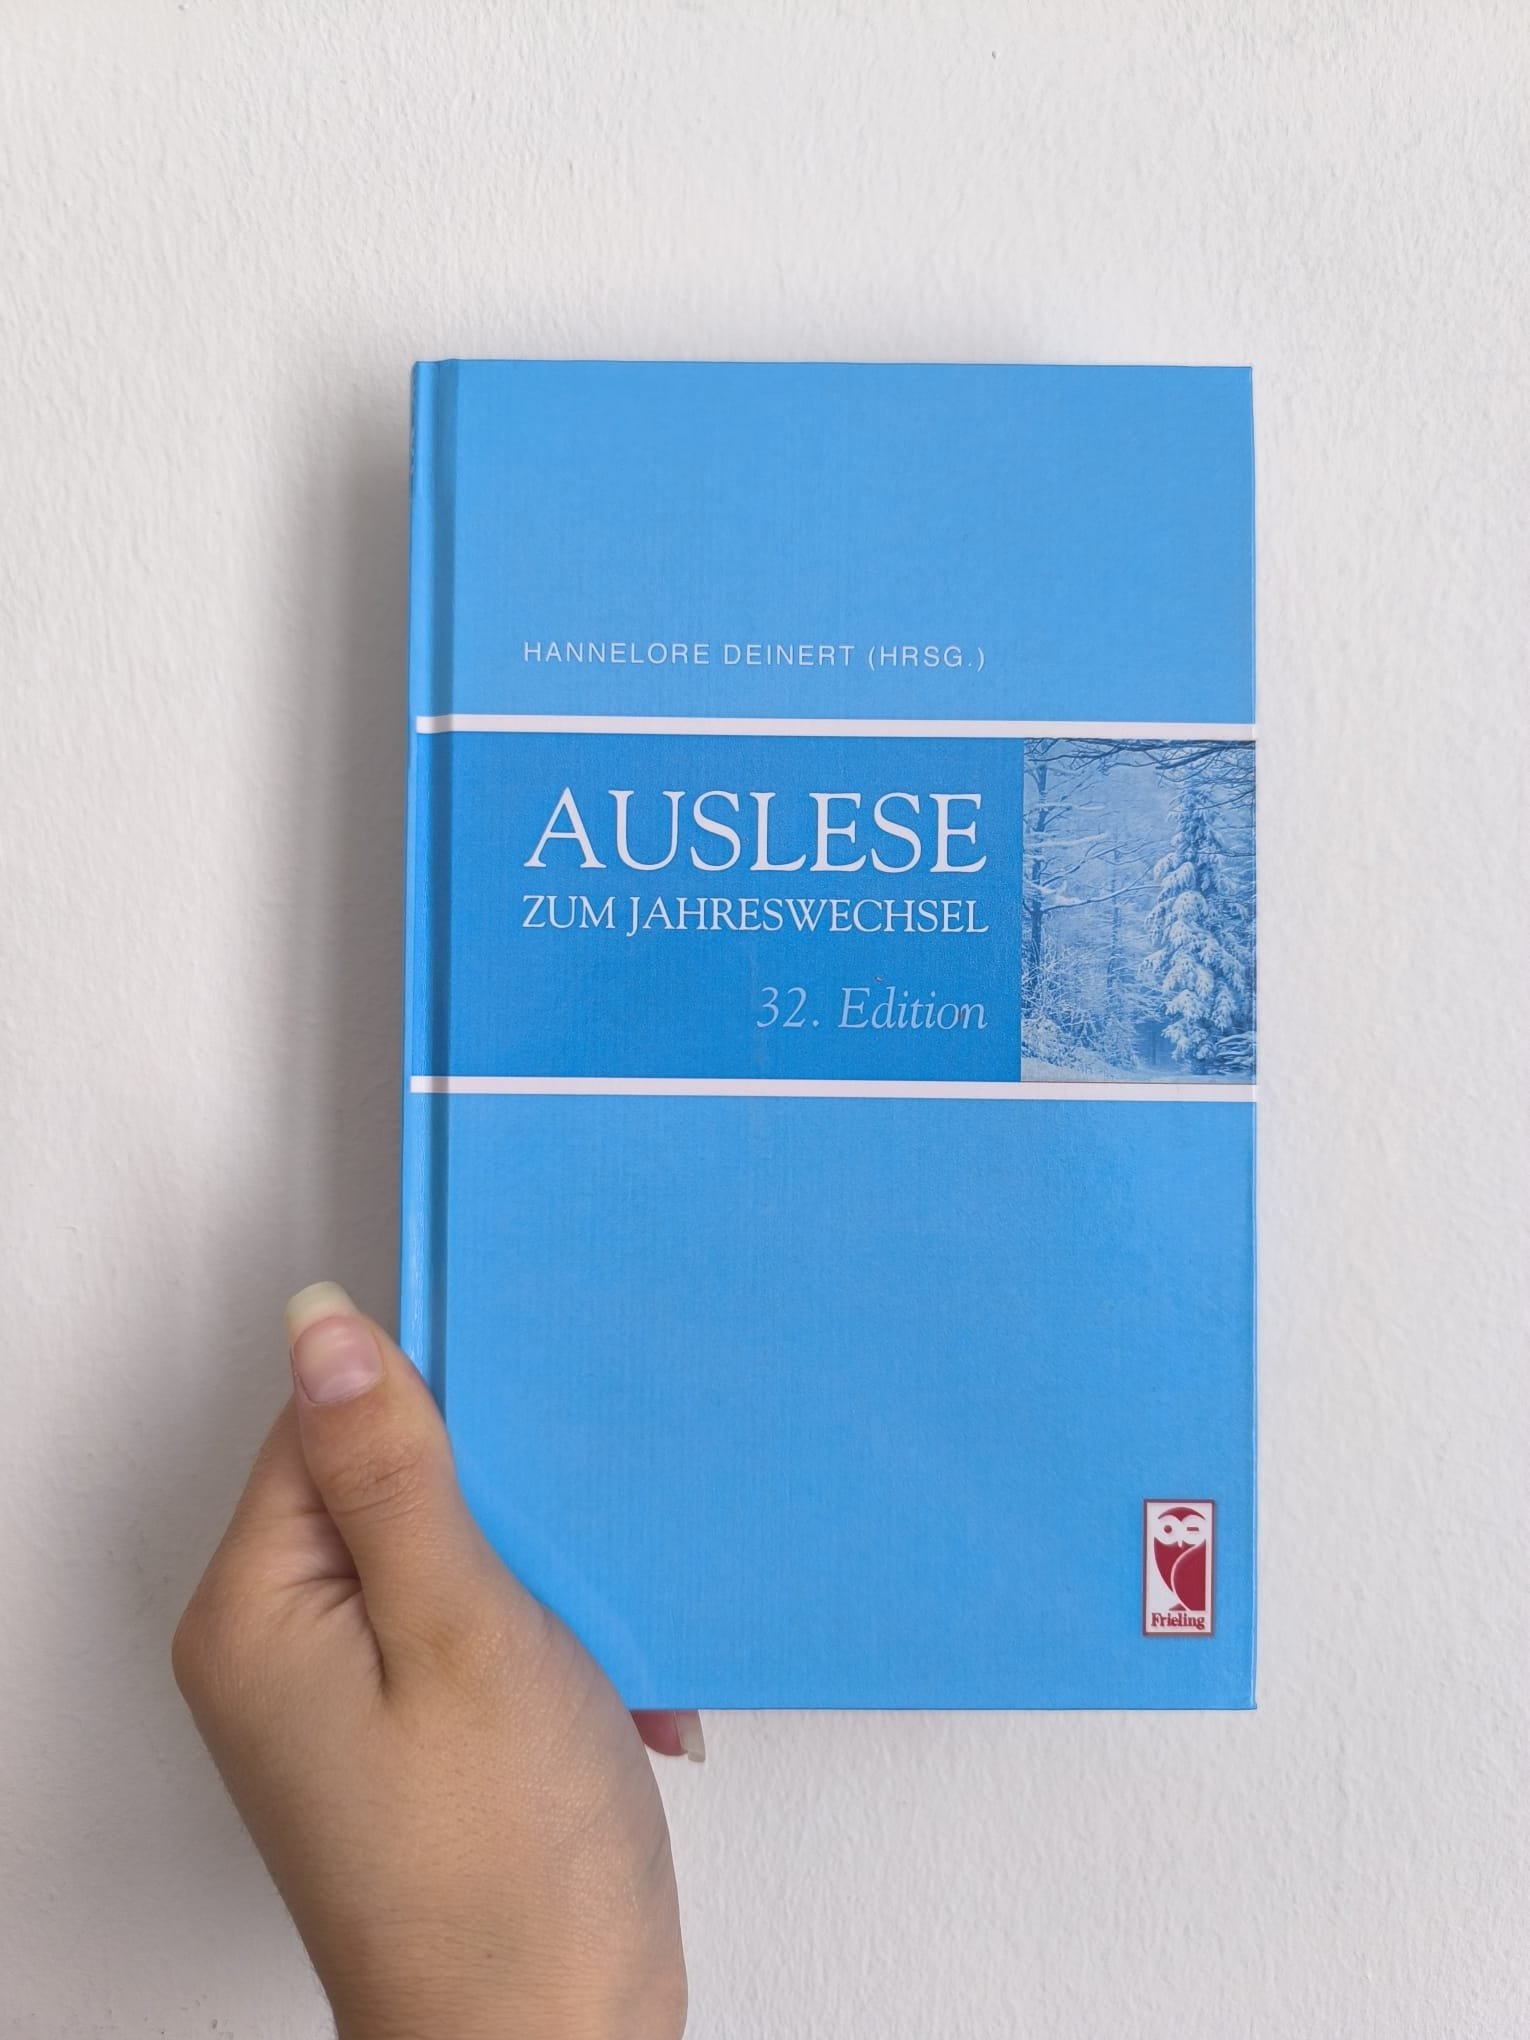 HANNELORE DEINERT (HRSG.)
AUSLESE
ZUM JAHRESWECHSEL
32. Edition
Frieling